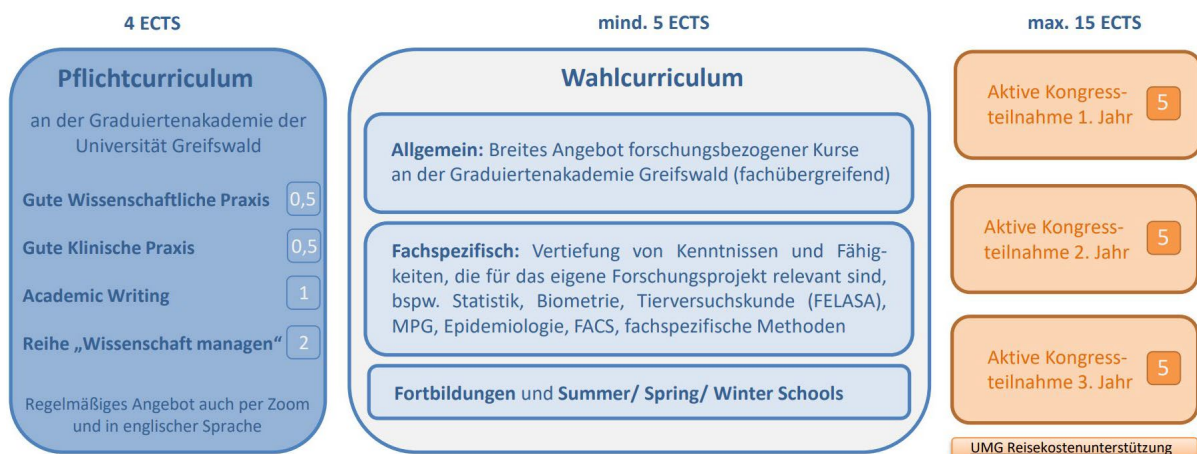 4 ECTS
Pflichtcurriculum
an der Graduiertenakademie der
Universität Greifswald
Gute Wissenschaftliche Praxis 0,5
Gute Klinische Praxis 0,5
Academic Writing 1
Reihe „Wissenschaft managen“ 2
Regelmäßiges Angebot auch per Zoom
und in englischer Sprache
mind. 5 ECTS
Wahlcurriculum
Allgemein: Breites Angebot forschungsbezogener Kurse
an der Graduiertenakademie Greifswald (fachübergreifend)
Fachspezifisch: Vertiefung von Kenntnissen und Fähig-
keiten, die für das eigene Forschungsprojekt relevant sind,
bspw. Statistik, Biometrie, Tierversuchskunde (FELASA),
MPG, Epidemiologie, FACS, fachspezifische Methoden
Fortbildungen und Summer/ Spring/ Winter Schools
max. 15 ECTS
Aktive Kongress-
teilnahme 1. Jahr 5
Aktive Kongress-
teilnahme 2. Jahr 5
Aktive Kongress-
teilnahme 3. Jahr 5
UMG Reisekostenunterstützung